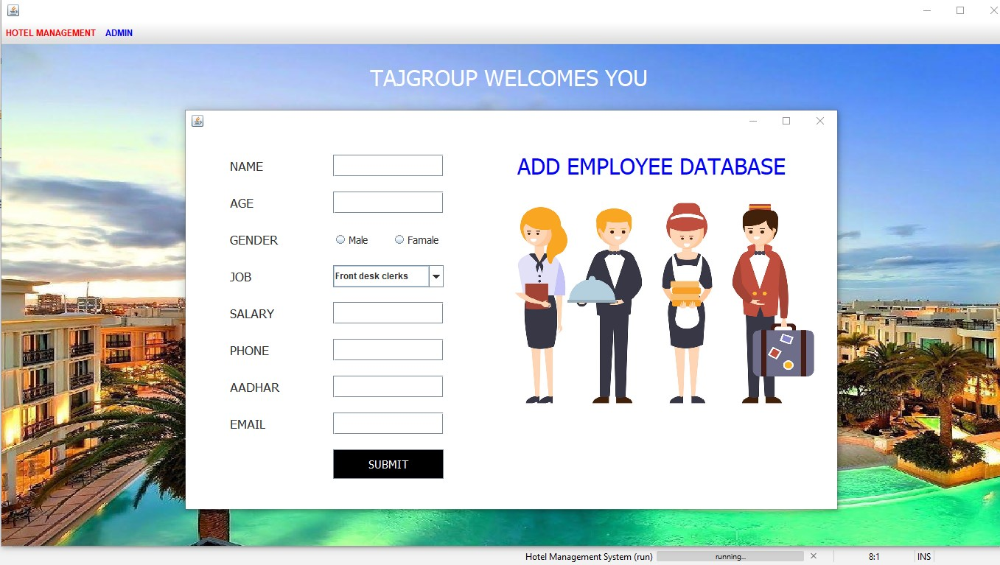 HOTEL MANAGEMENT ADMIN
TAJGROUP WELCOMES YOU
ADD EMPLOYEE DATABASE
NAME
AGE
GENDER Male Famale
JOB Front desk clerks
SALARY
PHONE
AADHAR
EMAIL
SUBMIT
Hotel Management System (run) running... 8:1 INS